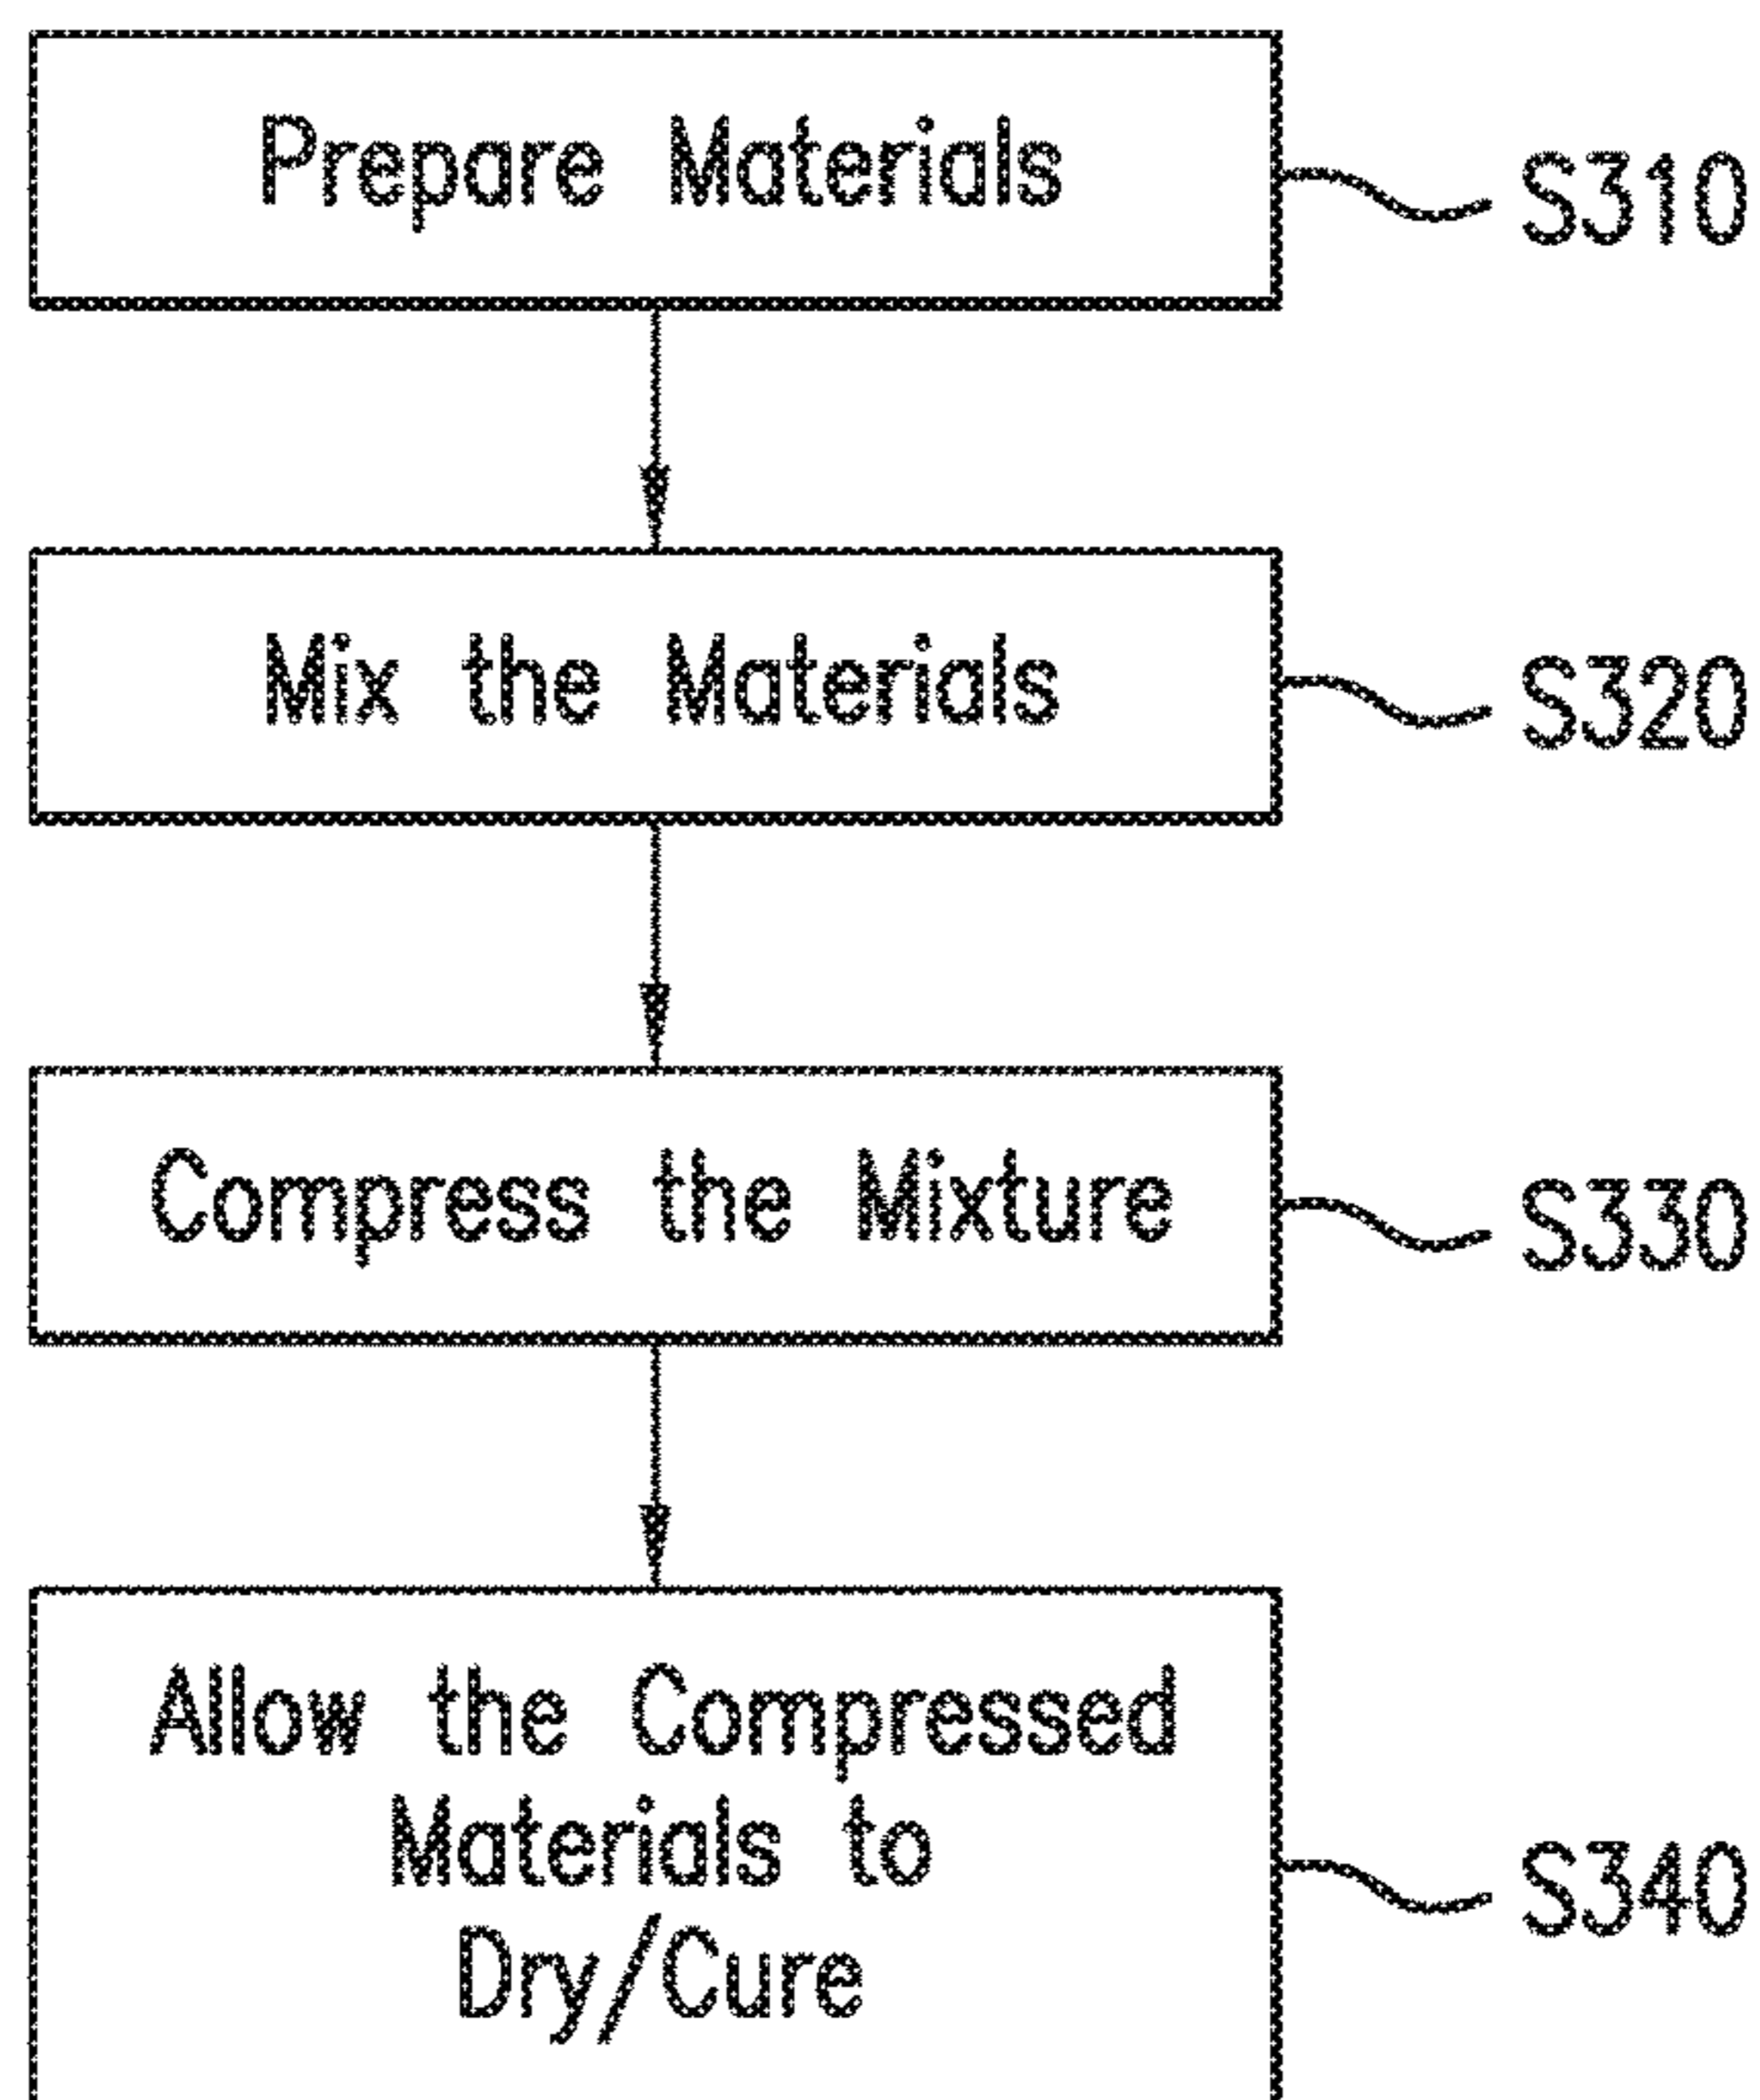 Prepare Materials
S310
Mix the Materials
S320
Compress the Mixture
S330
Allow the Compressed
Materials to
Dry/Cure
S340